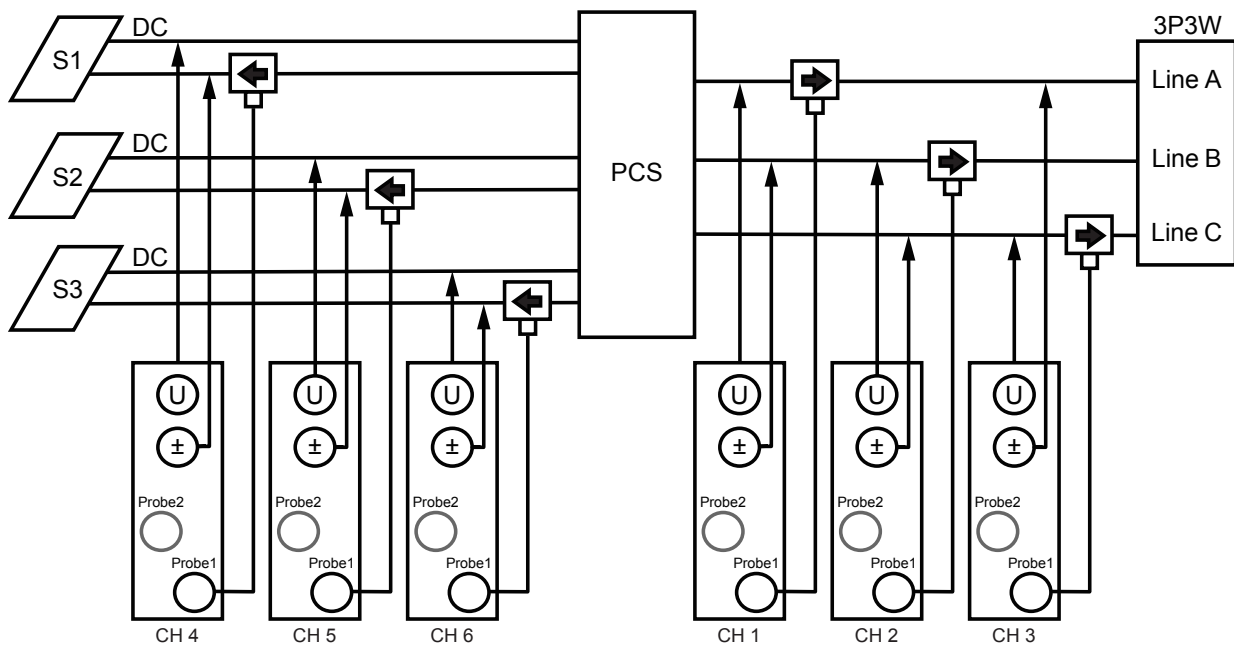 3P3W
DC
S1
Line A
DC
S2
PCS
Line B
DC
S3
Line C
U U U U U U
± ± ± ± ± ±
Probe2 Probe2 Probe2 Probe2 Probe2 Probe2
Probe1 Probe1 Probe1 Probe1 Probe1 Probe1
CH 4 CH 5 CH 6 CH 1 CH 2 CH 3